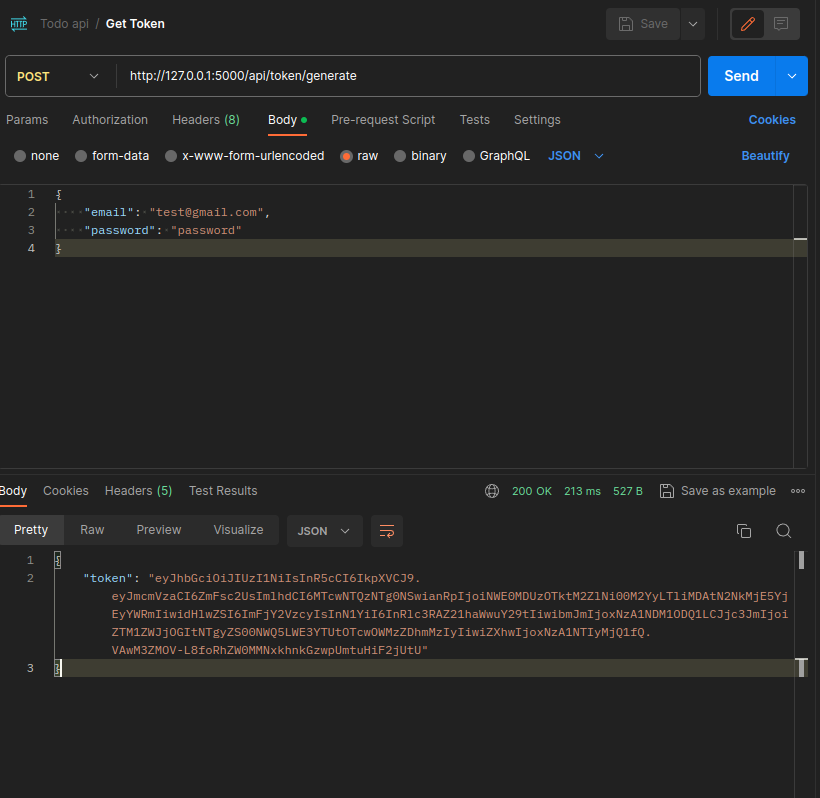 HTTP Todo api / Get Token Save
POST http://127.0.0.1:5000/api/token/generate Send
Params Authorization Headers (8) Body Pre-request Script Tests Settings Cookies
none form-data x-www-form-urlencoded raw binary GraphQL JSON Beautify
1 {
2 "email": "test@gmail.com",
3 "password": "password"
4 }
Body Cookies Headers (5) Test Results 200 OK 213 ms 527 B Save as example
Pretty Raw Preview Visualize JSON
1 {
2 "token": "eyJhbGciOiJIUzI1NiIsInR5cCI6IkpXVCJ9.
eyJmcmVzaCI6ZmFsc2UsImlhdCI6MTcwNTQzNTg0NSwianRpIjoiNWE0MDUzOTktM2ZlNi00M2YyLTliMDAtN2NkMjE5Yj
EyYWRmIiwidHlwZSI6ImFjY2VzcyIsInN1YiI6InRlc3RAZ21haWwuY29tIiwibmJmIjoxNzA1NDM1ODQ1LCJjc3JmIjoi
ZTM1ZWJjOGItNTgyZS00NWQ5LWE3YTUtOTcwOWMzZDhmMzIyIiwiZXhwIjoxNzA1NTIyMjQ1fQ.
VAwM3ZMOV-L8foRhZW0MMNxkhnkGzwpUmtuHiF2jUtU"
3 }